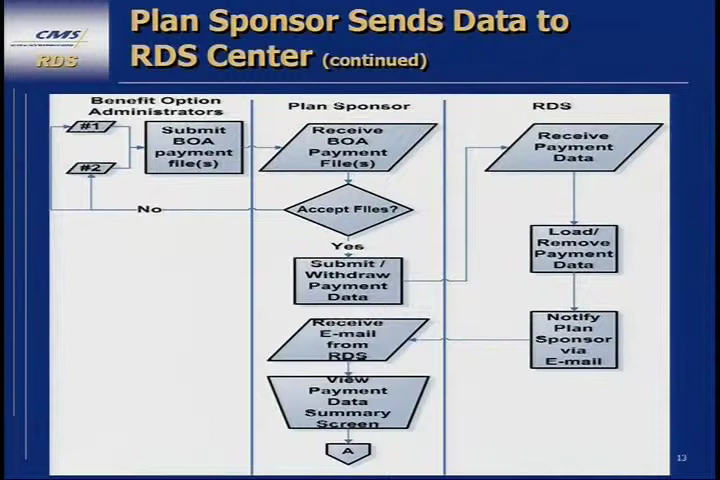 Plan Sponsor Sends Data to
RDS Center (continued)
CMS
RDS
Benefit Option
Administrators
Plan Sponsor
RDS
#1
#2
Submit
BOA
payment
file(s)
Receive
BOA
Payment
File(s)
Receive
Payment
Data
Accept Files?
No
Yes
Submit /
Withdraw
Payment
Data
Load/
Remove
Payment
Data
Receive
E-mail
from
RDS
Notify
Plan
Sponsor
via
E-mail
View
Payment
Data
Summary
Screen
A
13